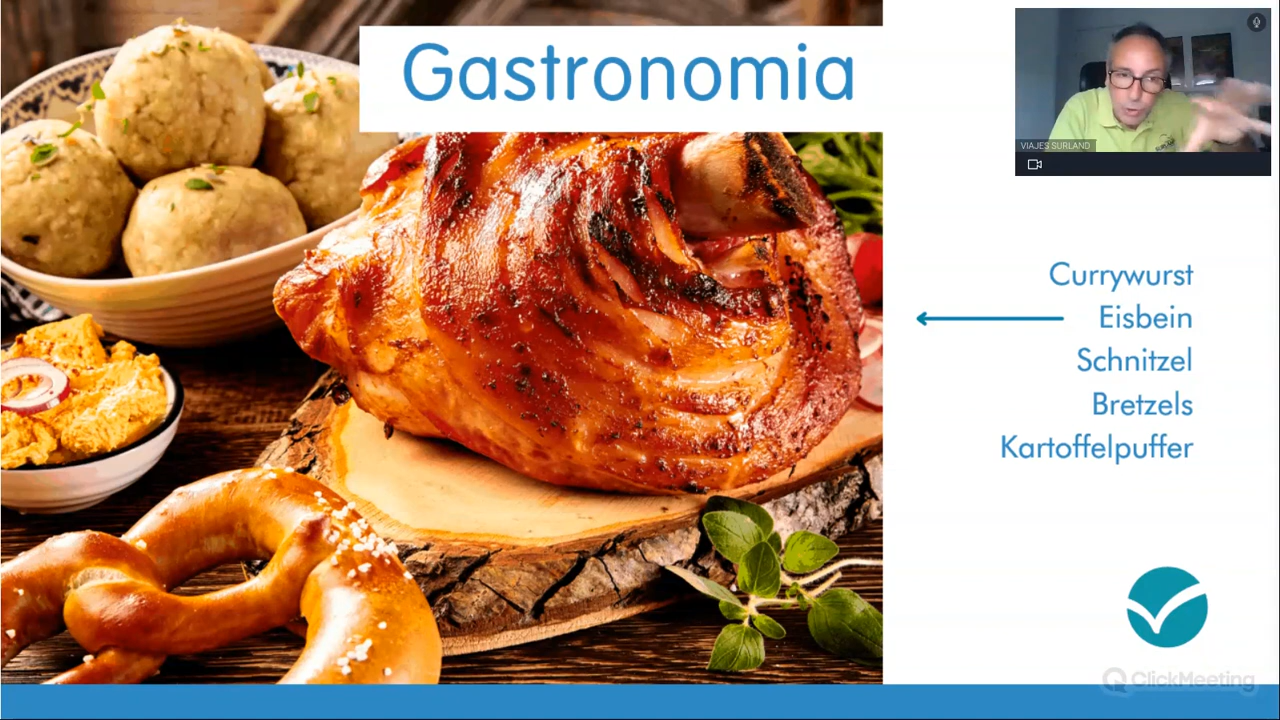 Gastronomia
VIAJES SURLAND
Currywurst
Eisbein
Schnitzel
Bretzels
Kartoffelpuffer
ClickMeeting